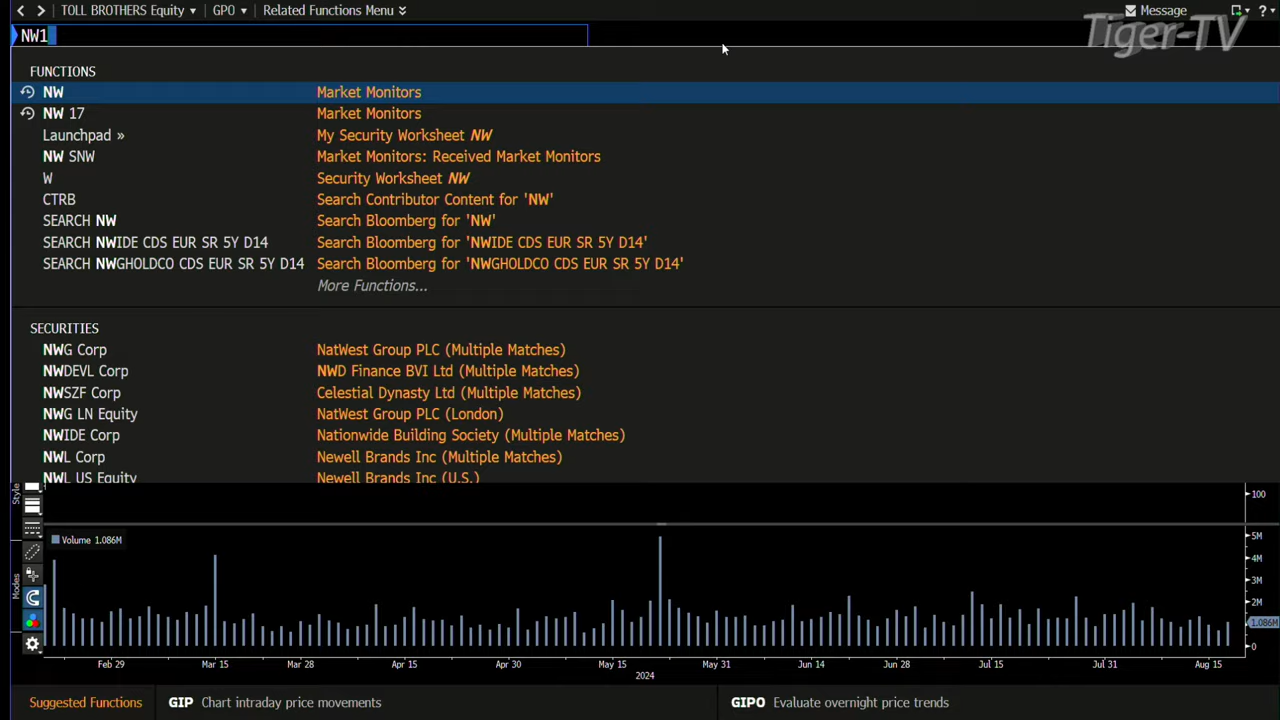 TOLL BROTHERS Equity GPO Related Functions Menu Message ?
Tiger-TV
NW1
FUNCTIONS
NW Market Monitors
NW 17 Market Monitors
Launchpad » My Security Worksheet NW
NW SNW Market Monitors: Received Market Monitors
W Security Worksheet NW
CTRB Search Contributor Content for 'NW'
SEARCH NW Search Bloomberg for 'NW'
SEARCH NWIDE CDS EUR SR 5Y D14 Search Bloomberg for 'NWIDE CDS EUR SR 5Y D14'
SEARCH NWGHOLDCO CDS EUR SR 5Y D14 Search Bloomberg for 'NWGHOLDCO CDS EUR SR 5Y D14'
More Functions...
SECURITIES
NWG Corp NatWest Group PLC (Multiple Matches)
NWDEVL Corp NWD Finance BVI Ltd (Multiple Matches)
NWSZF Corp Celestial Dynasty Ltd (Multiple Matches)
NWG LN Equity NatWest Group PLC (London)
NWIDE Corp Nationwide Building Society (Multiple Matches)
NWL Corp Newell Brands Inc (Multiple Matches)
NWL US Equity Newell Brands Inc (U.S.)
Style
100
Volume 1.086M
5M
4M
3M
2M
1.086M
0
Modes
Feb 29 Mar 15 Mar 28 Apr 15 Apr 30 May 15 May 31 Jun 14 Jun 28 Jul 15 Jul 31 Aug 15
2024
Suggested Functions GIP Chart intraday price movements GIPO Evaluate overnight price trends